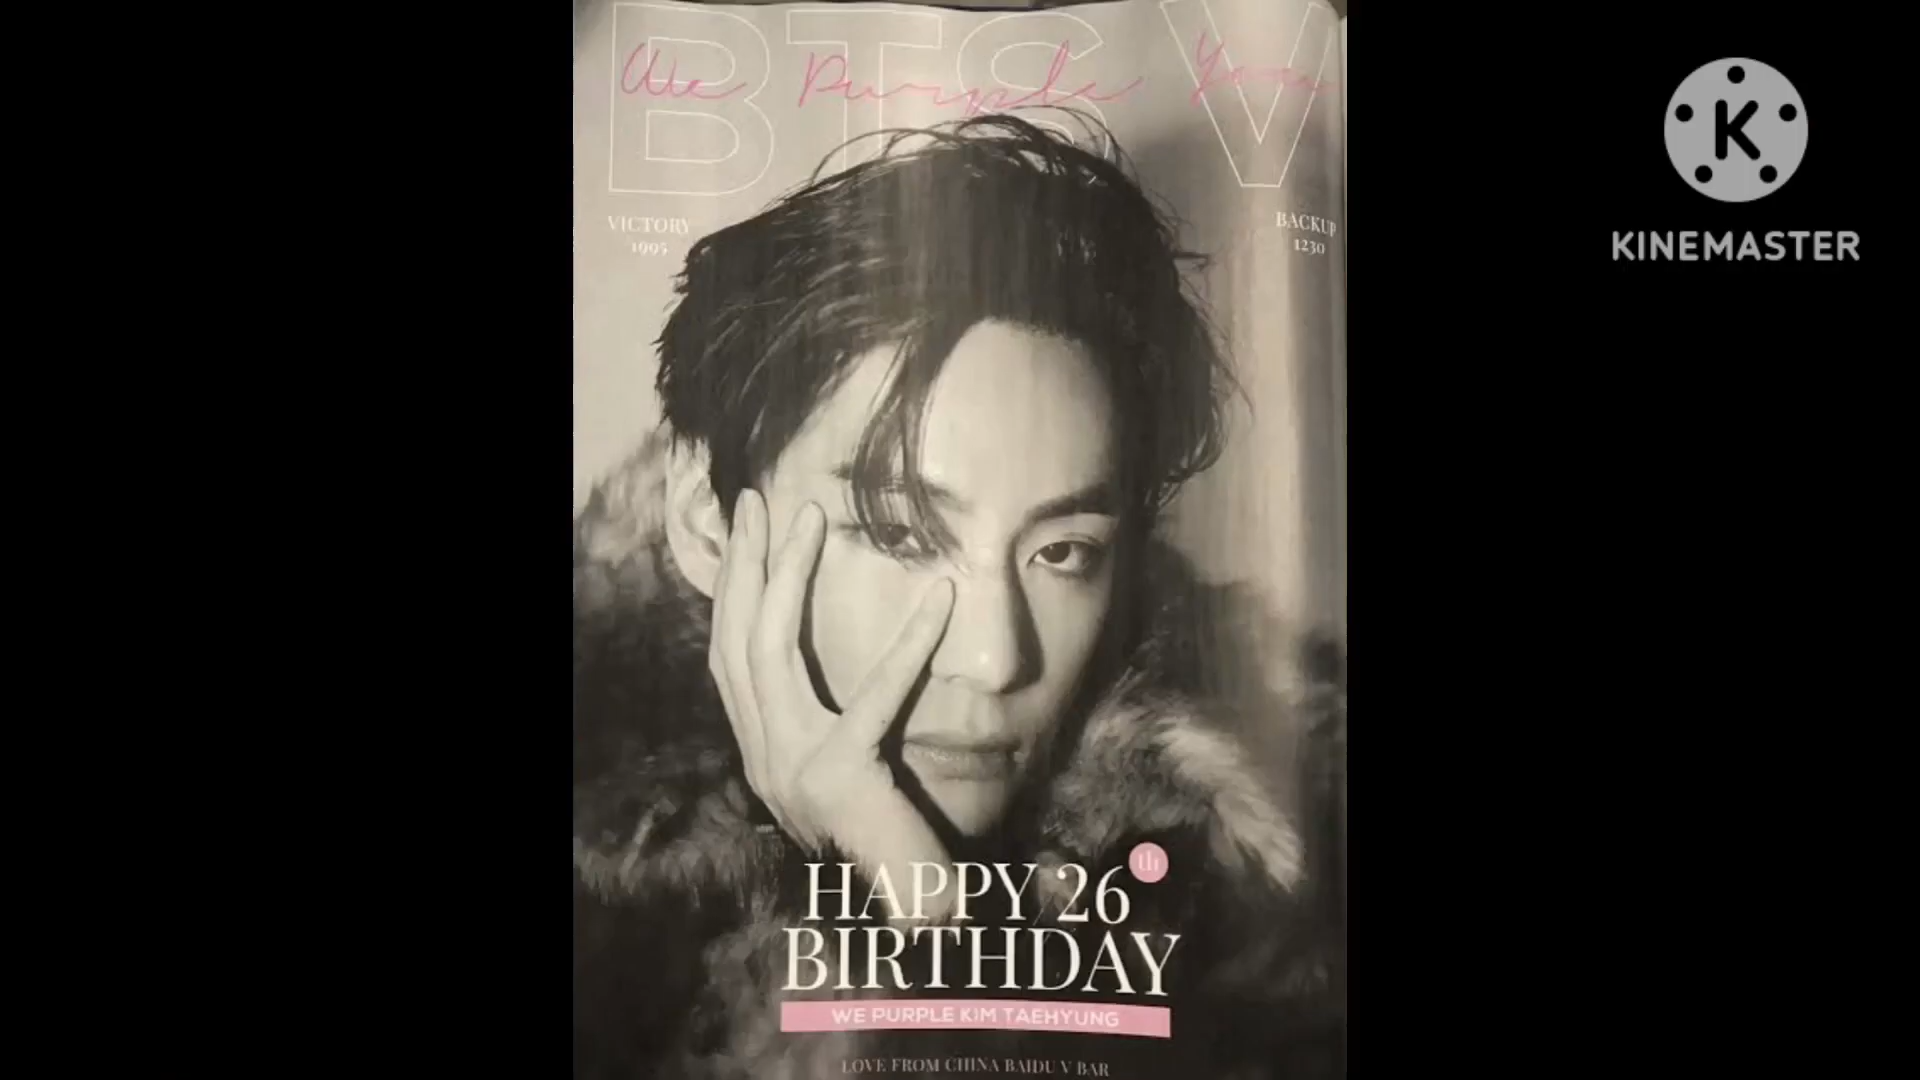 BTS V
We Purple You
VICTORY
1995
BACKUP
1230
HAPPY 26th
BIRTHDAY
WE PURPLE KIM TAEHYUNG
LOVE FROM CHINA BAIDU V BAR
K
KINEMASTER